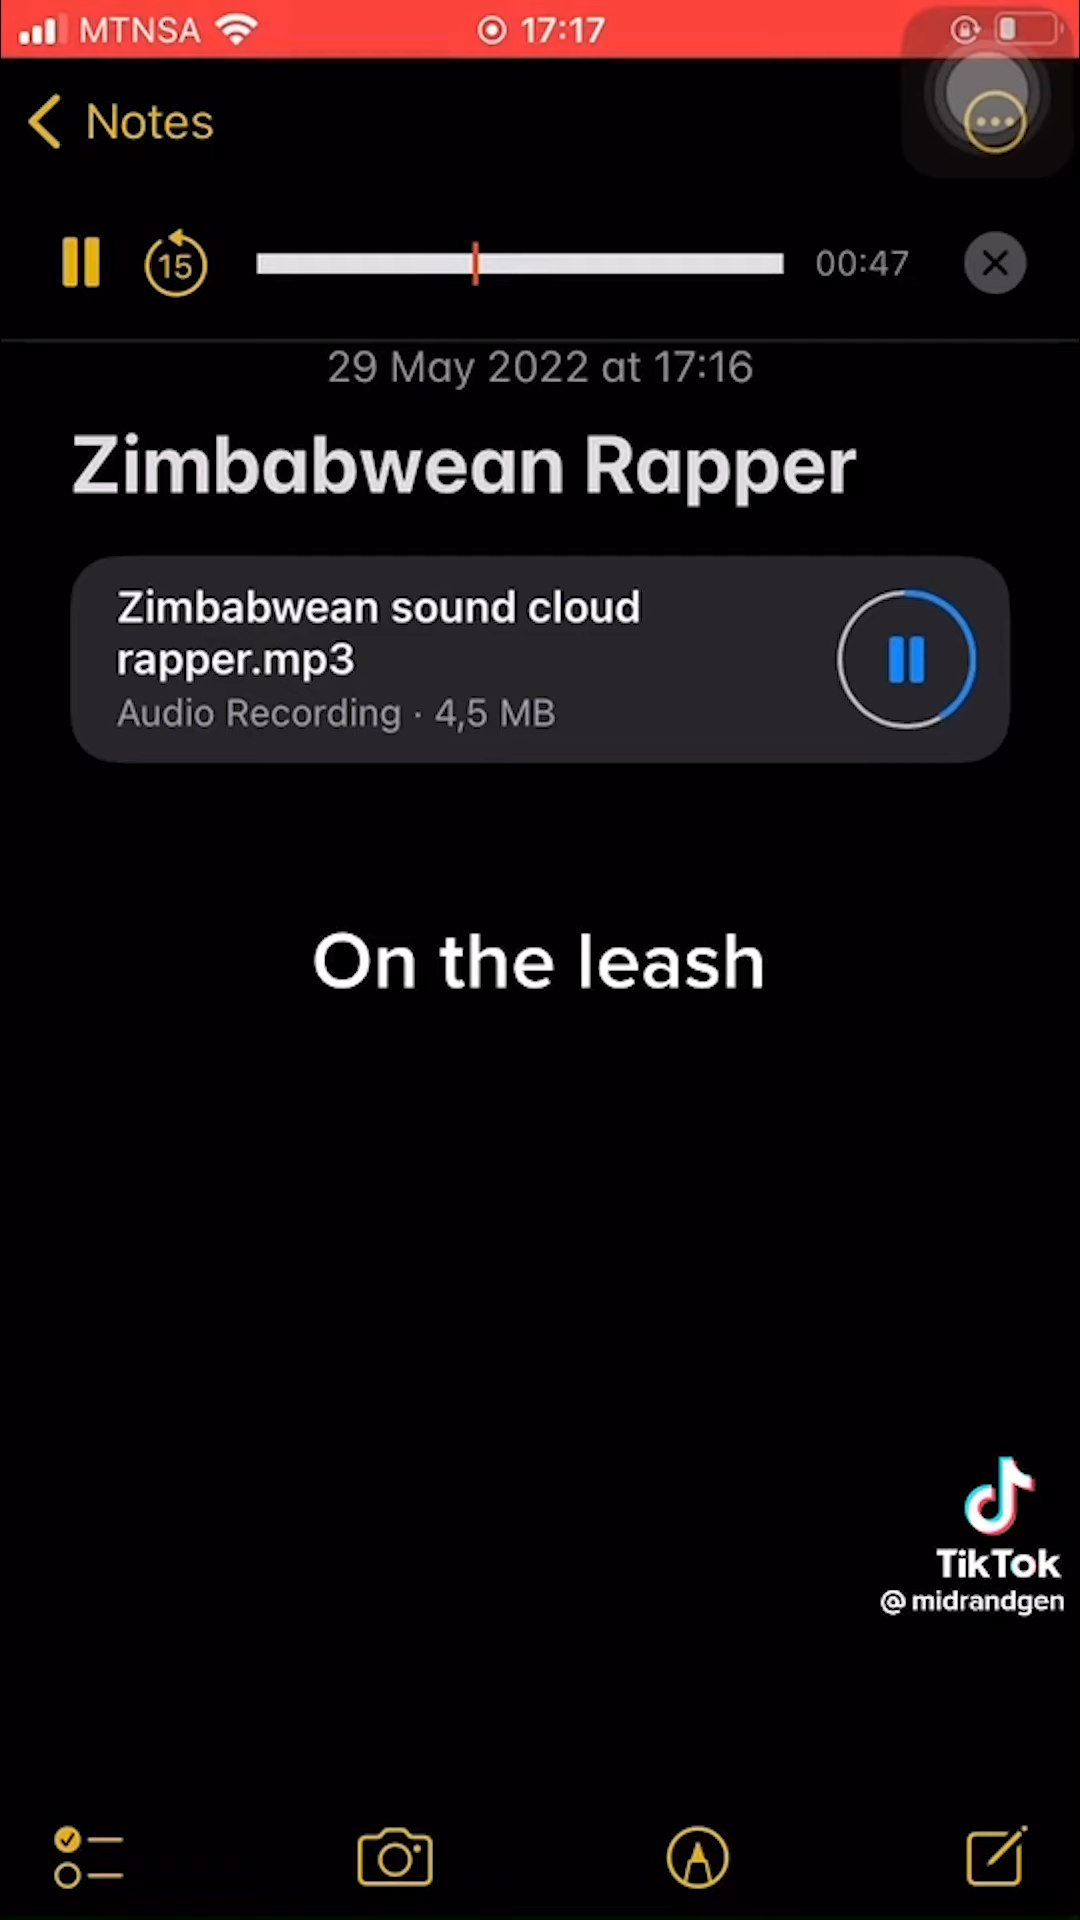 MTNSA 17:17
Notes
15 00:47
29 May 2022 at 17:16
Zimbabwean Rapper
Zimbabwean sound cloud
rapper.mp3
Audio Recording · 4,5 MB
On the leash
TikTok
@midrandgen